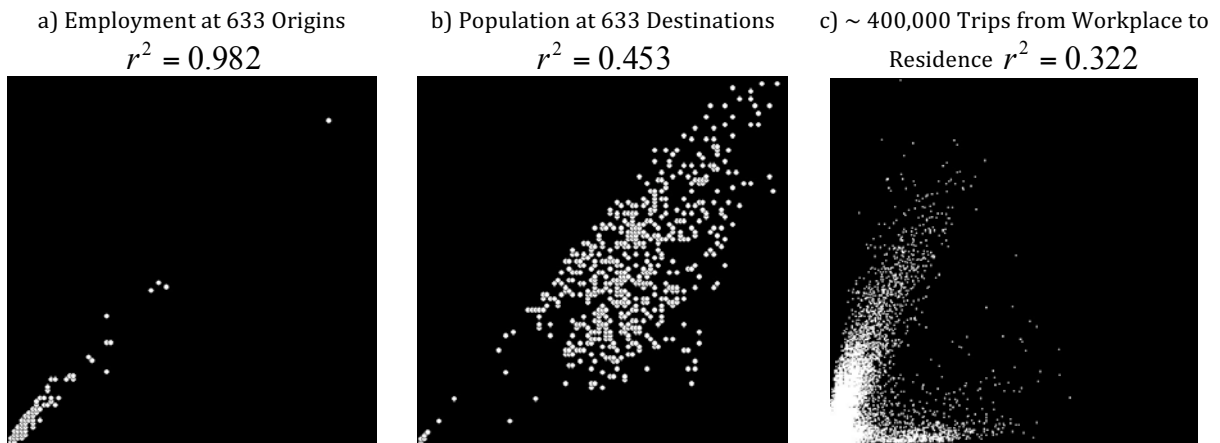 a) Employment at 633 Origins
r² = 0.982
b) Population at 633 Destinations
r² = 0.453
c) ~ 400,000 Trips from Workplace to
Residence r² = 0.322